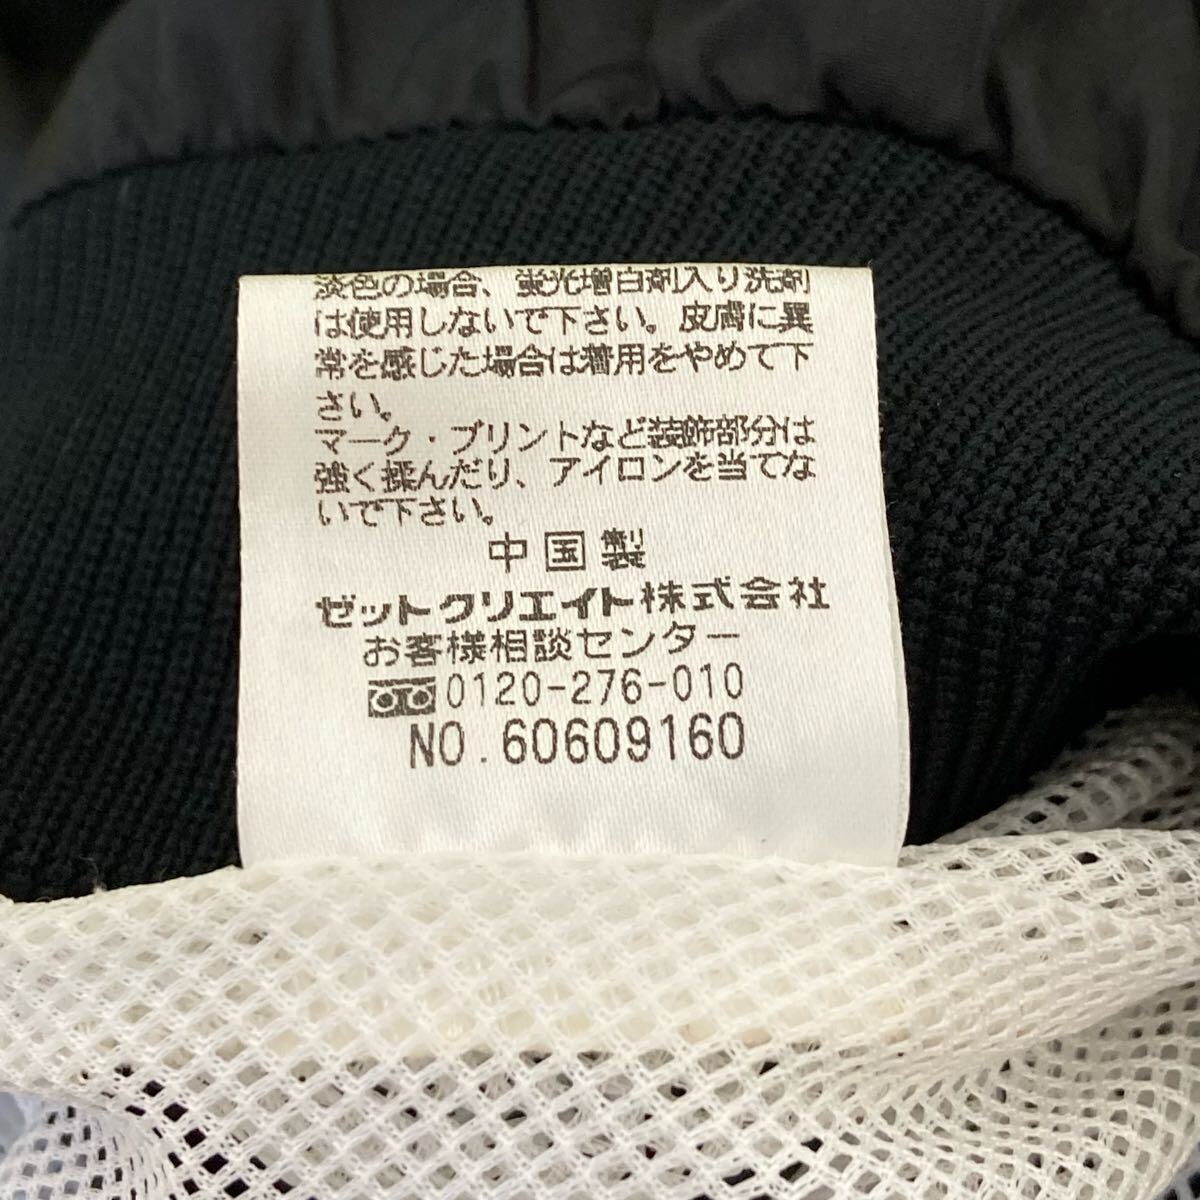 淡色の場合、蛍光増白剤入り洗剤
は使用しないで下さい。皮膚に異
常を感じた場合は着用をやめて下
さい。
マーク・プリントなど装飾部分は
強く揉んだり、アイロンを当てな
いで下さい。
中国製
ゼットクリエイト株式会社
お客様相談センター
0120-276-010
NO.60609160